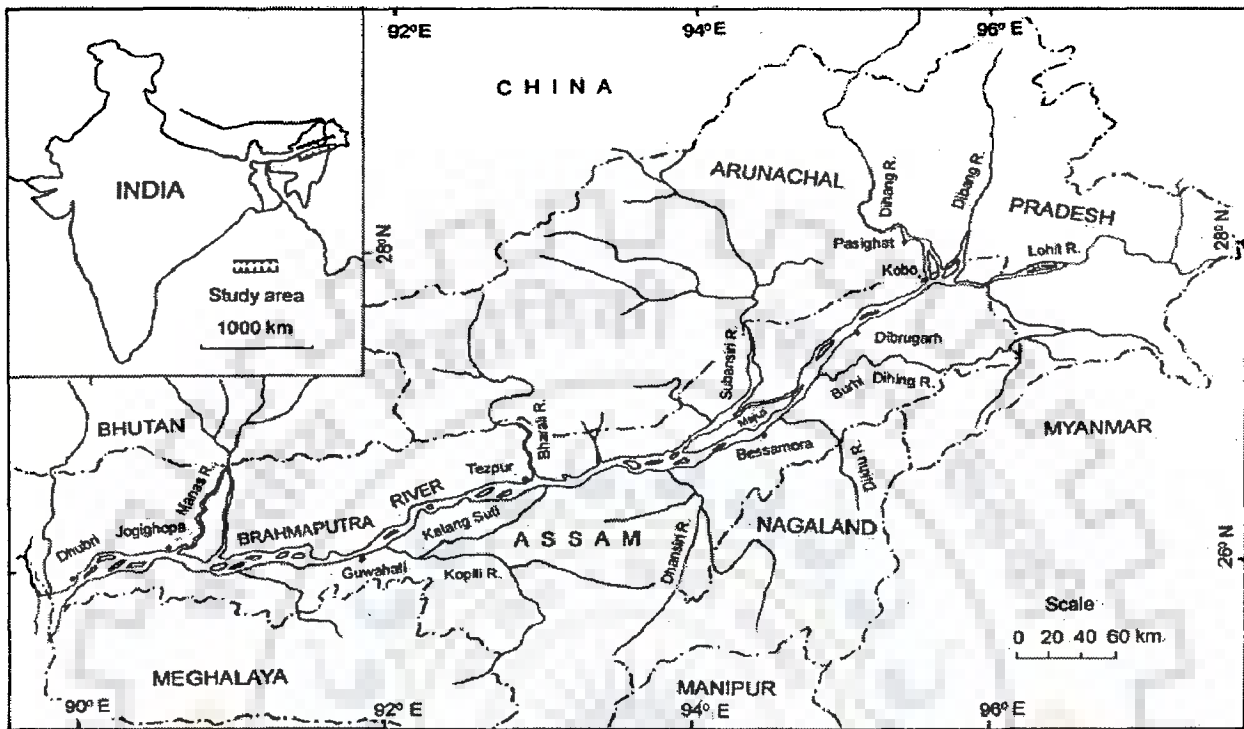 92°E
94°E
96°E
CHINA
INDIA
Study area
1000 km
28°N
ARUNACHAL
PRADESH
Dihang R.
Dibang R.
Pasighat
Kobo
Lohit R.
28°N
Dibrugarh
Subansiri R.
Burhi Dihing R.
Majuli
Bessamora
Dikhu R.
MYANMAR
BHUTAN
Manas R.
Bharali R.
Tezpur
Jogighopa
Dhubri
BRAHMAPUTRA RIVER
Kalang Suti
ASSAM
NAGALAND
Dhansiri R.
Guwahati
Kopili R.
26°N
Scale
0 20 40 60 km
MEGHALAYA
MANIPUR
90°E
92°E
94°E
96°E